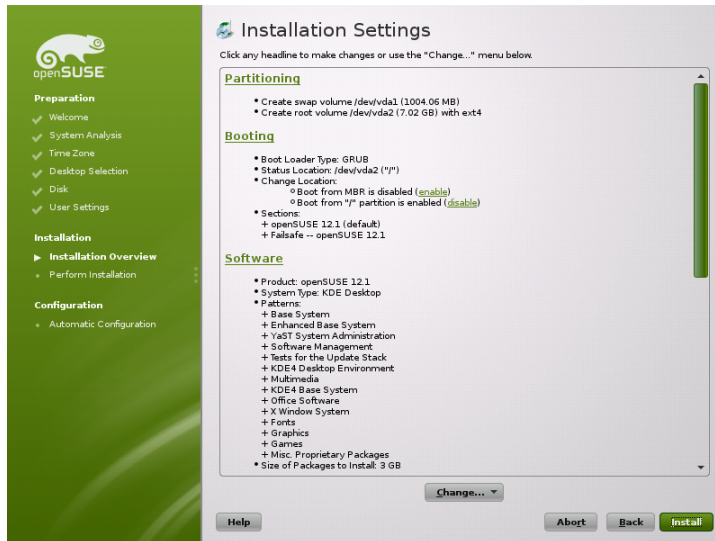 openSUSE
Preparation
Welcome
System Analysis
Time Zone
Desktop Selection
Disk
User Settings
Installation
Installation Overview
Perform Installation
Configuration
Automatic Configuration
Installation Settings
Click any headline to make changes or use the "Change..." menu below.
Partitioning
• Create swap volume /dev/vda1 (1004.06 MB)
• Create root volume /dev/vda2 (7.02 GB) with ext4
Booting
• Boot Loader Type: GRUB
• Status Location: /dev/vda2 ("/")
• Change Location:
○ Boot from MBR is disabled (enable)
○ Boot from "/" partition is enabled (disable)
• Sections:
+ openSUSE 12.1 (default)
+ Failsafe -- openSUSE 12.1
Software
• Product: openSUSE 12.1
• System Type: KDE Desktop
• Patterns:
+ Base System
+ Enhanced Base System
+ YaST System Administration
+ Software Management
+ Tests for the Update Stack
+ KDE4 Desktop Environment
+ Multimedia
+ KDE4 Base System
+ Office Software
+ X Window System
+ Fonts
+ Graphics
+ Games
+ Misc. Proprietary Packages
• Size of Packages to Install: 3 GB
Change...
Help
Abort
Back
Install